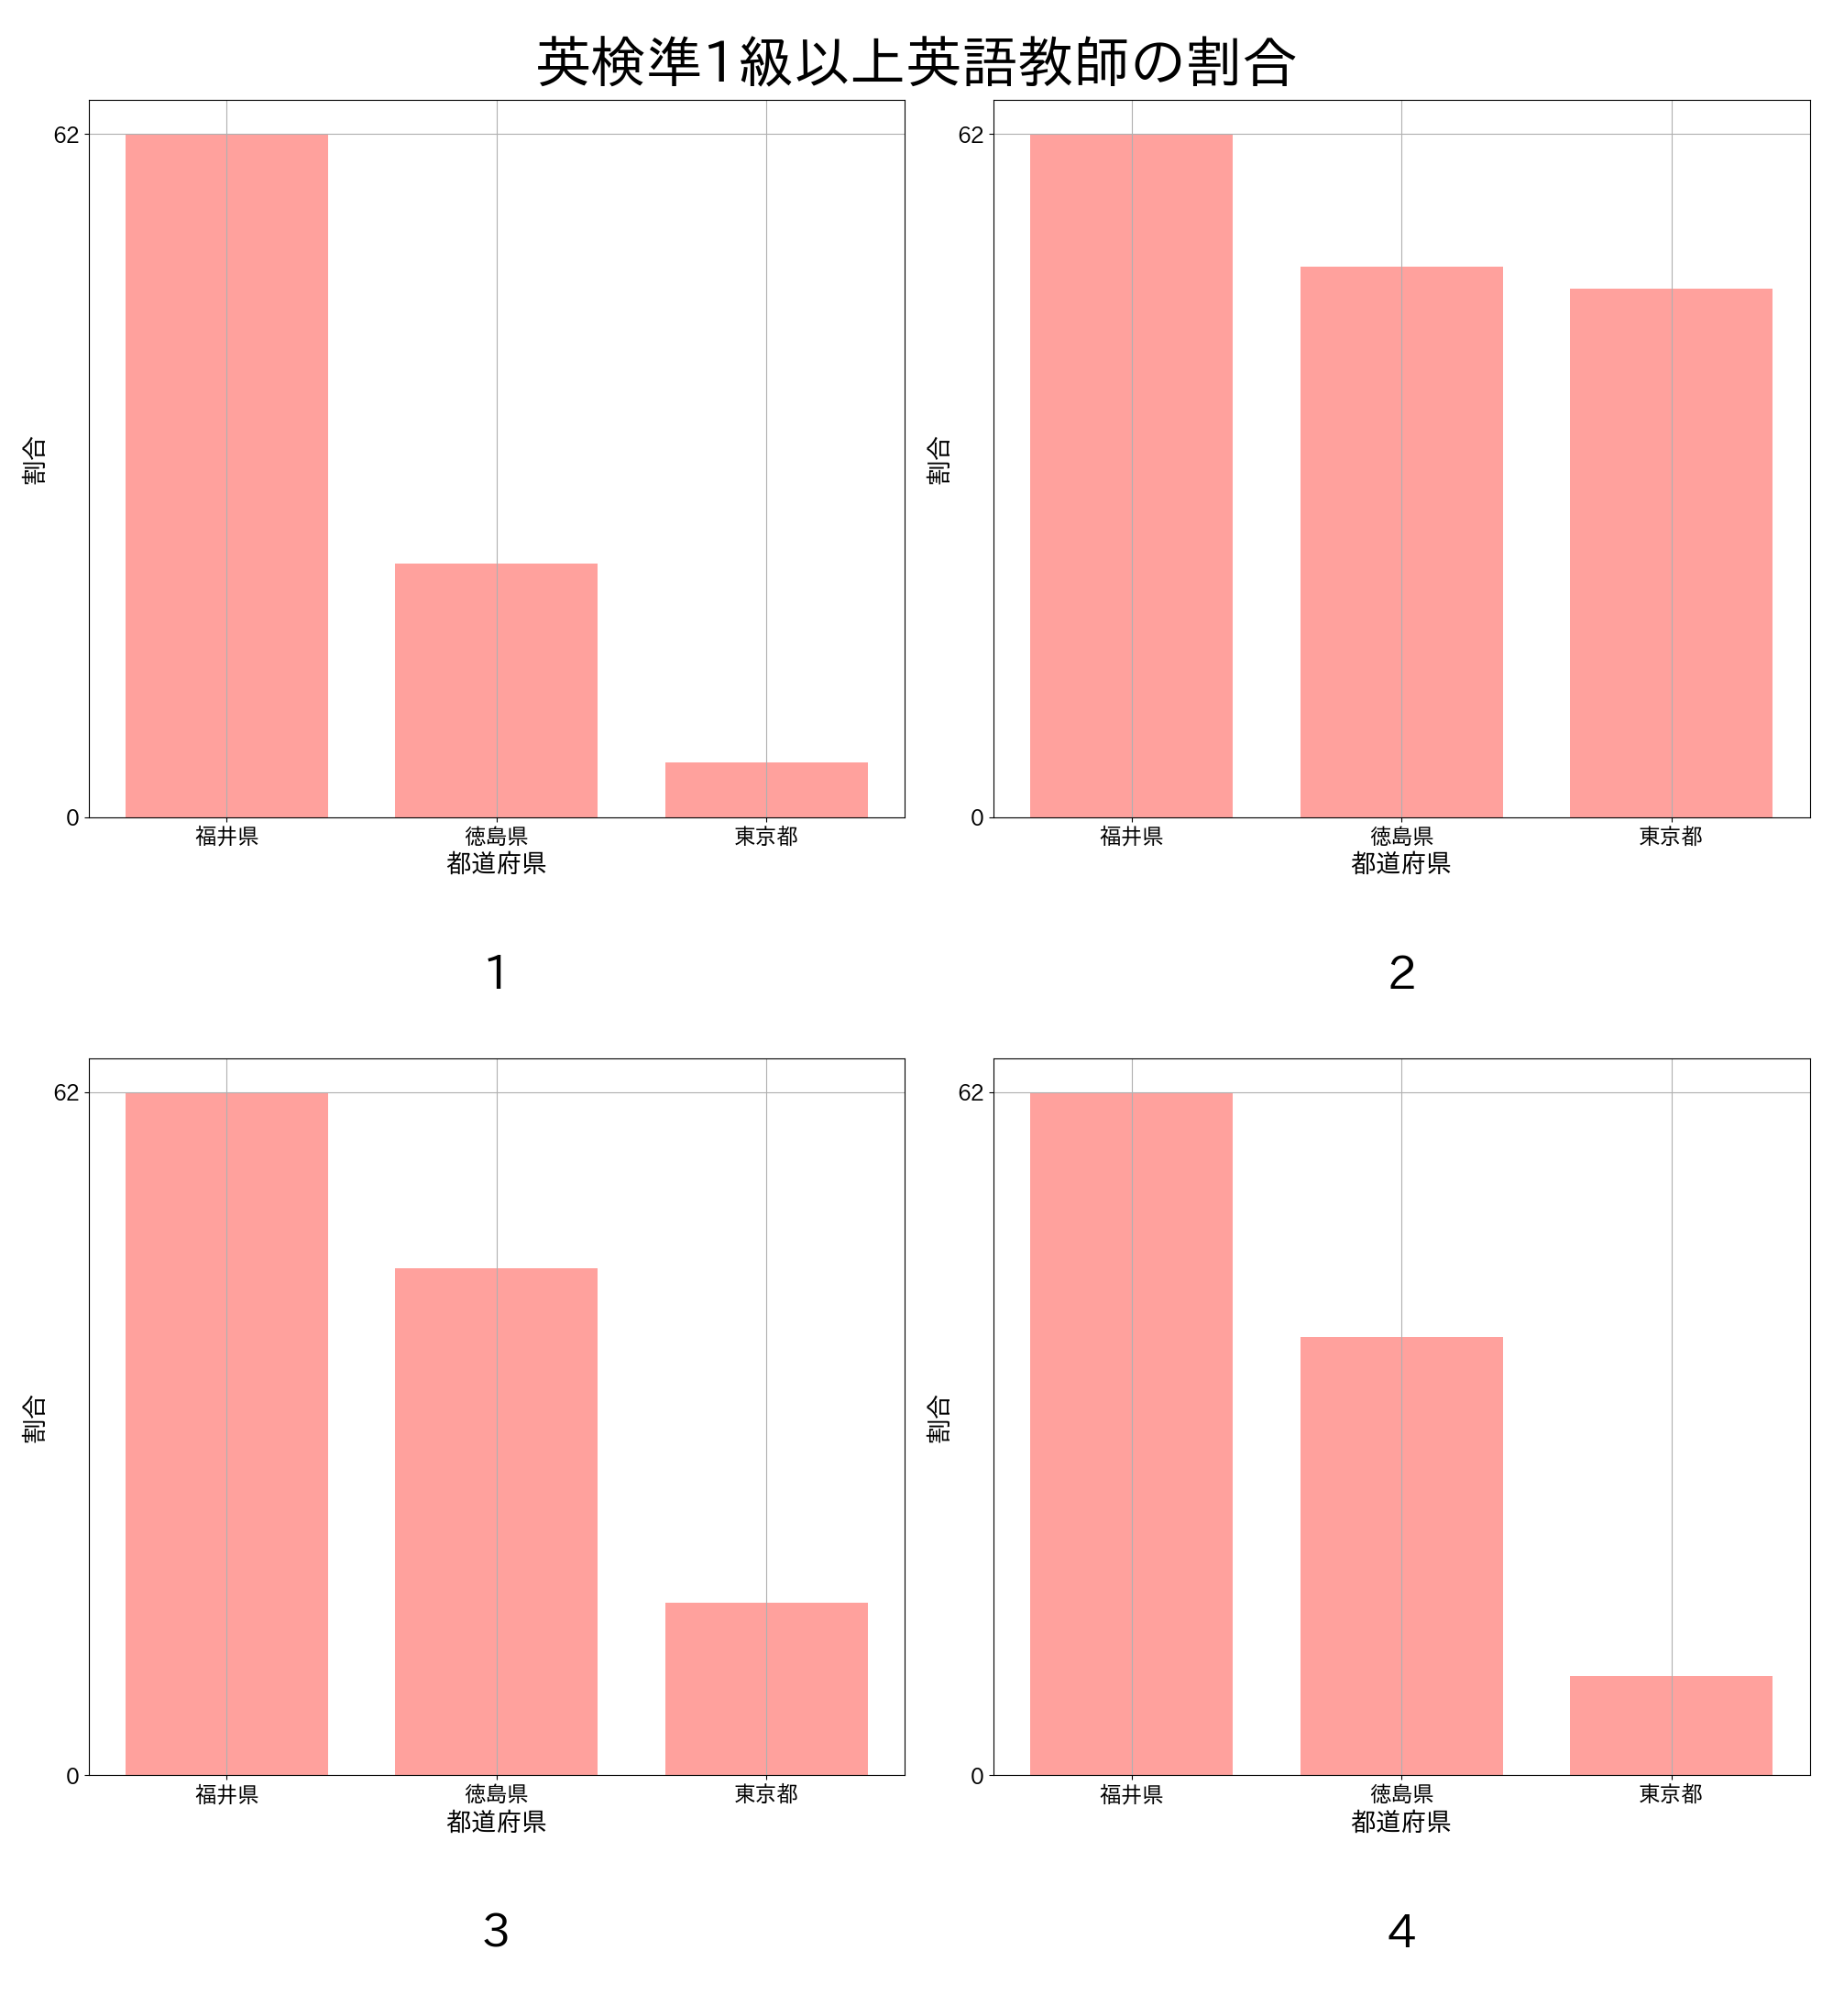 英検準1級以上英語教師の割合
62
0
割合
福井県 徳島県 東京都
都道府県
1
62
0
割合
福井県 徳島県 東京都
都道府県
2
62
0
割合
福井県 徳島県 東京都
都道府県
3
62
0
割合
福井県 徳島県 東京都
都道府県
4